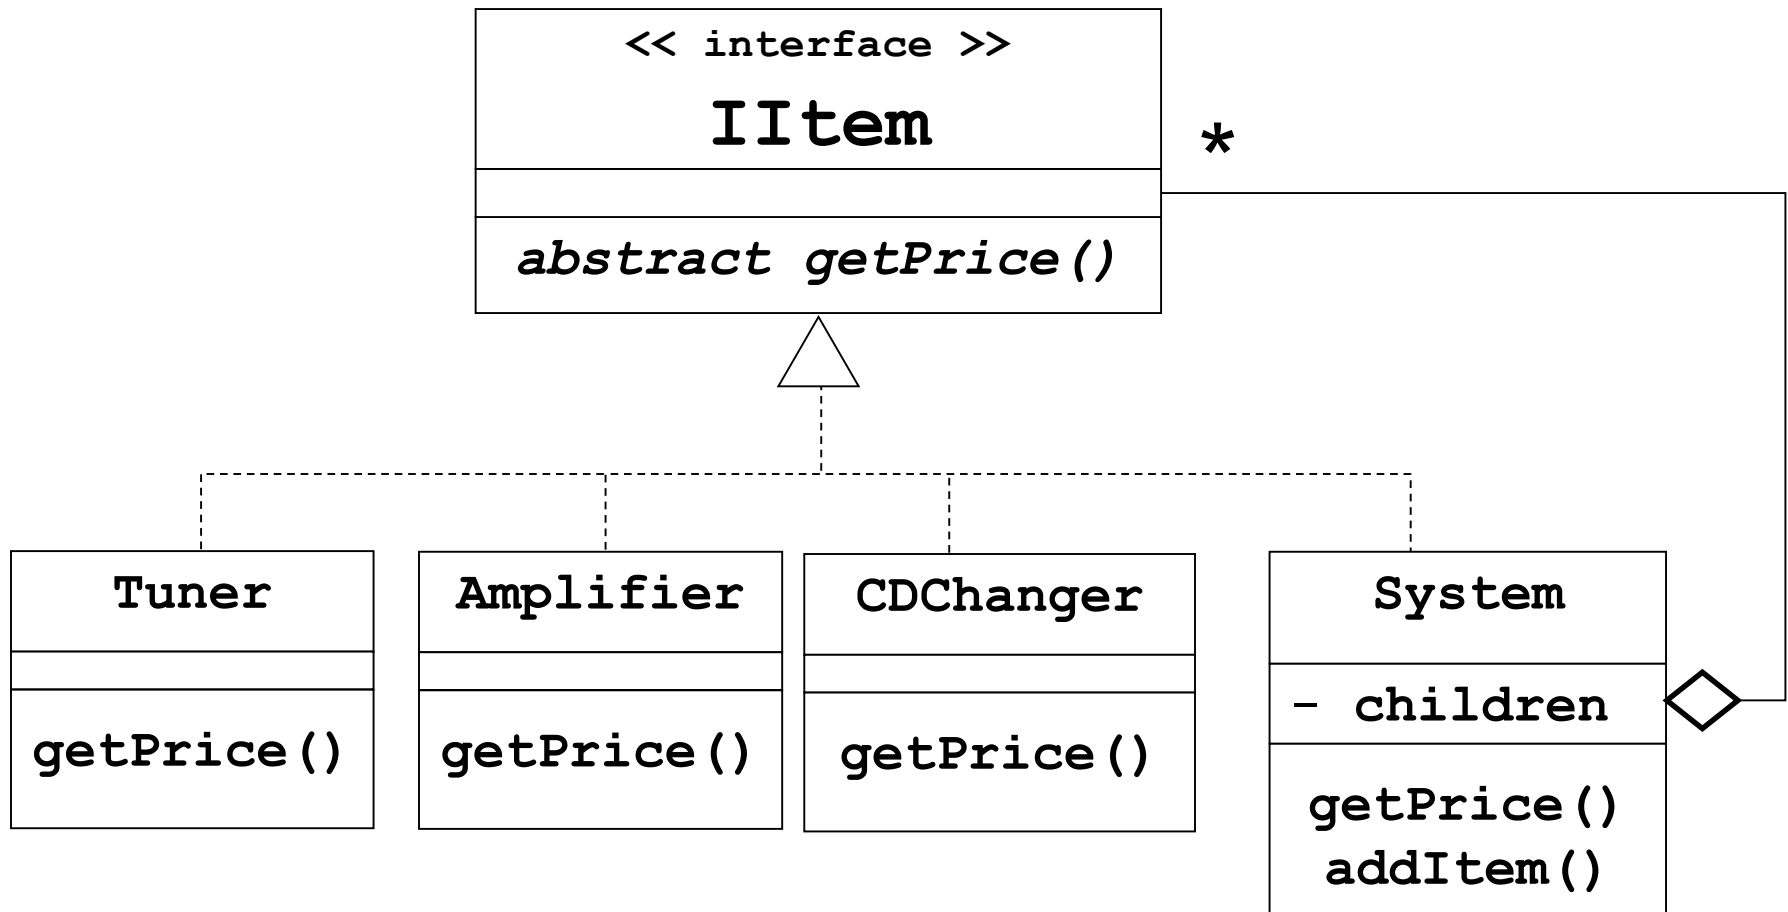 << interface >>
IItem
*
abstract getPrice()
Tuner
getPrice()
Amplifier
getPrice()
CDChanger
getPrice()
System
- children
getPrice()
addItem()